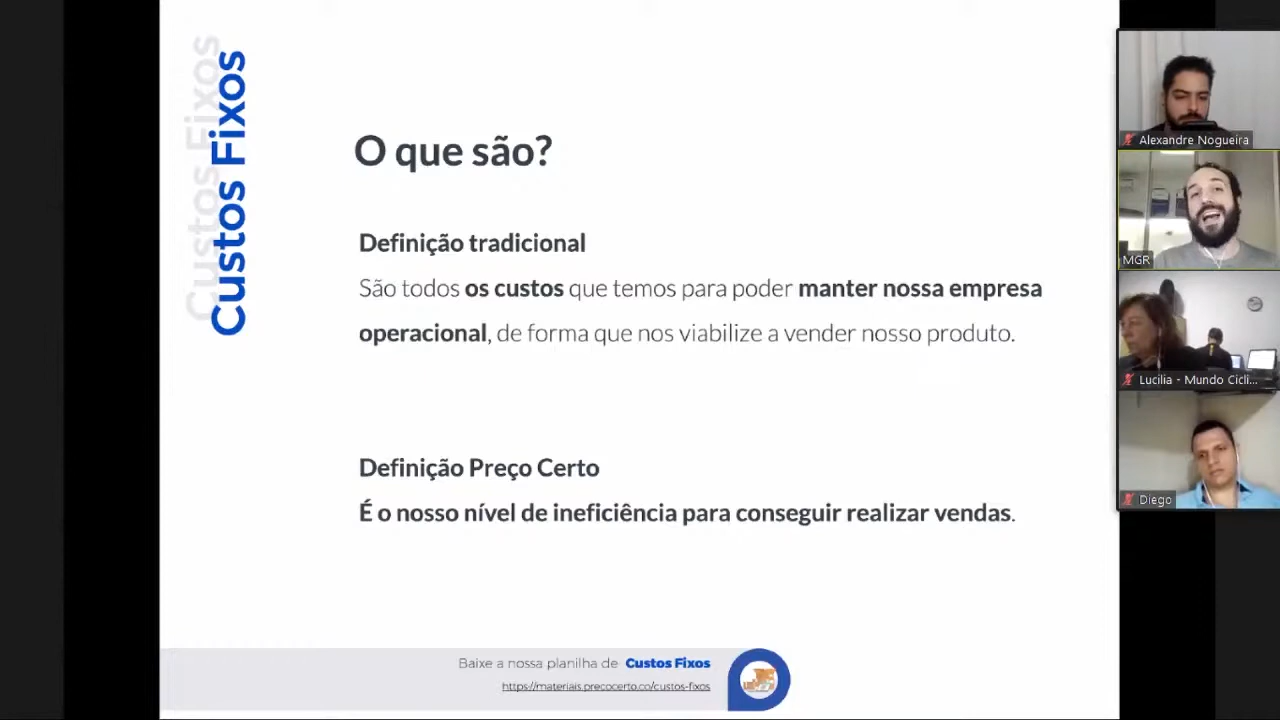 Custos Fixos
Custos Fixos
O que são?
Definição tradicional
São todos os custos que temos para poder manter nossa empresa
operacional, de forma que nos viabilize a vender nosso produto.
Definição Preço Certo
É o nosso nível de ineficiência para conseguir realizar vendas.
Baixe a nossa planilha de Custos Fixos
https://materiais.precocerto.co/custos-fixos
Alexandre Nogueira
MGR
Lucilia - Mundo Cicli...
Diego